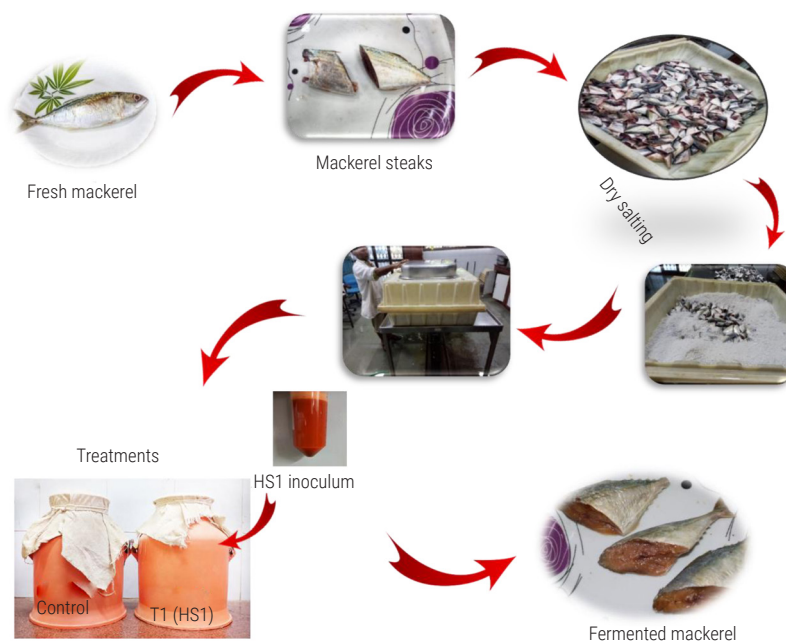 Fresh mackerel
Mackerel steaks
Dry salting
HS1 inoculum
Treatments
Control
T1 (HS1)
Fermented mackerel